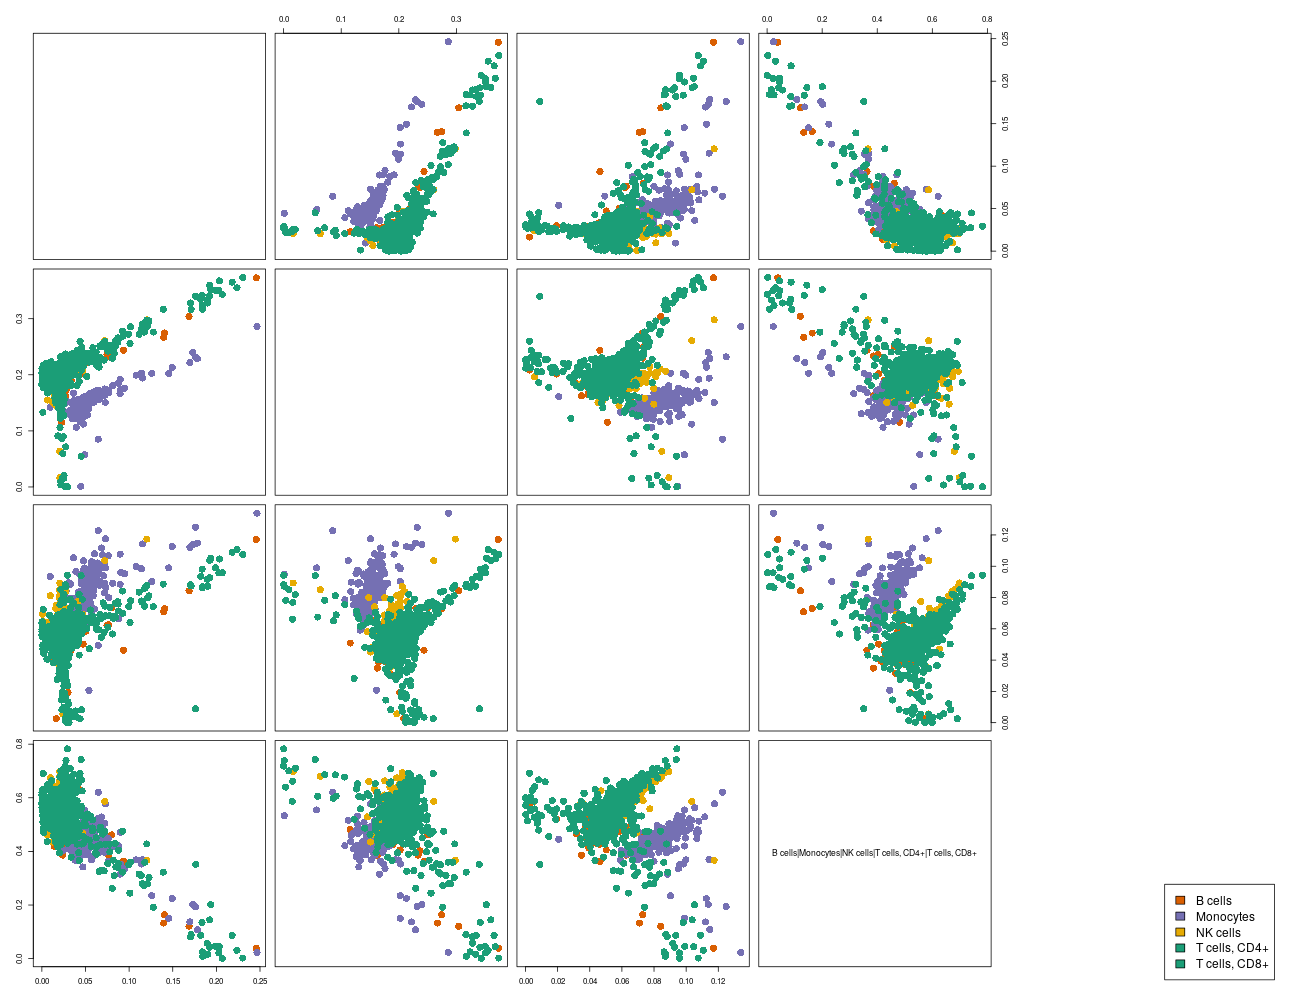 0.0 0.1 0.2 0.3 0.0 0.2 0.4 0.6 0.8
0.00 0.05 0.10 0.15 0.20 0.25
0.0 0.1 0.2 0.3
0.00 0.02 0.04 0.06 0.08 0.10 0.12
0.0 0.2 0.4 0.6 0.8
B cells|Monocytes|NK cells|T cells, CD4+|T cells, CD8+
0.00 0.05 0.10 0.15 0.20 0.25 0.00 0.02 0.04 0.06 0.08 0.10 0.12
B cells
Monocytes
NK cells
T cells, CD4+
T cells, CD8+